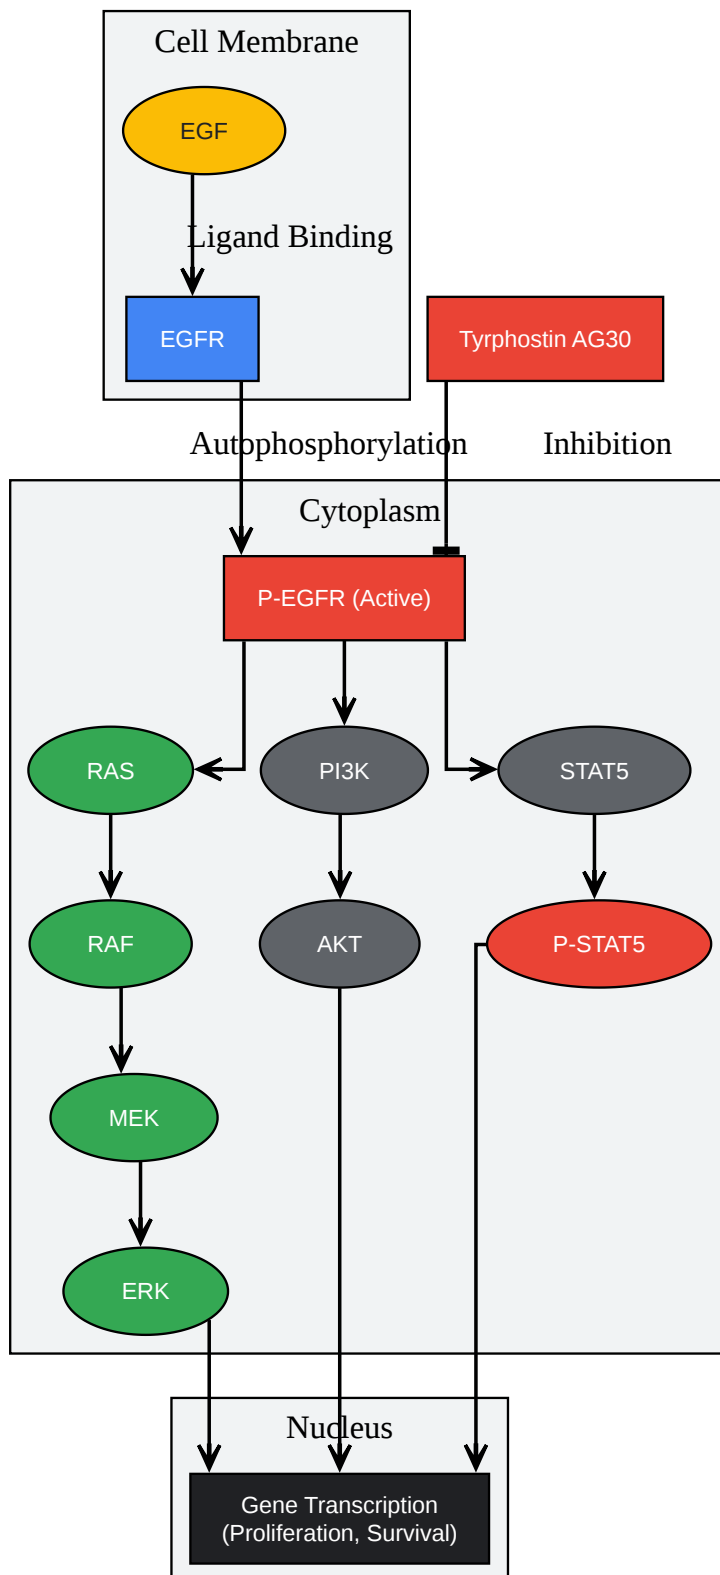 Cell Membrane
EGF
Ligand Binding
EGFR
Tyrphostin AG30
Autophosphorylation
Inhibition
Cytoplasm
P-EGFR (Active)
RAS
PI3K
STAT5
RAF
AKT
P-STAT5
MEK
ERK
Nucleus
Gene Transcription
(Proliferation, Survival)